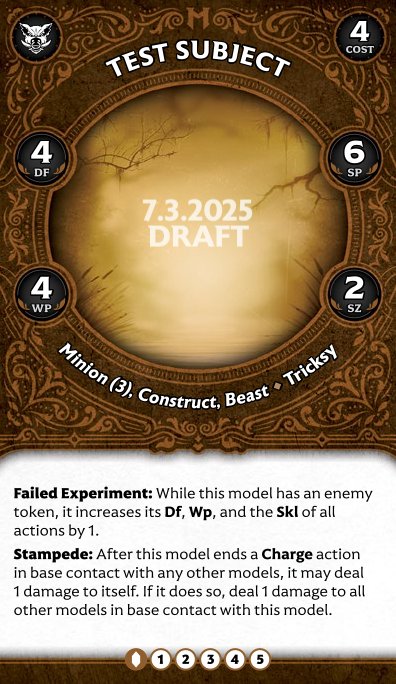 4
COST
TEST SUBJECT
4
DF
6
SP
7.3.2025
DRAFT
4
WP
2
SZ
Minion (3), Construct, Beast ◆ Tricksy
Failed Experiment: While this model has an enemy
token, it increases its Df, Wp, and the Skl of all
actions by 1.
Stampede: After this model ends a Charge action
in base contact with any other models, it may deal
1 damage to itself. If it does so, deal 1 damage to all
other models in base contact with this model.
1 2 3 4 5